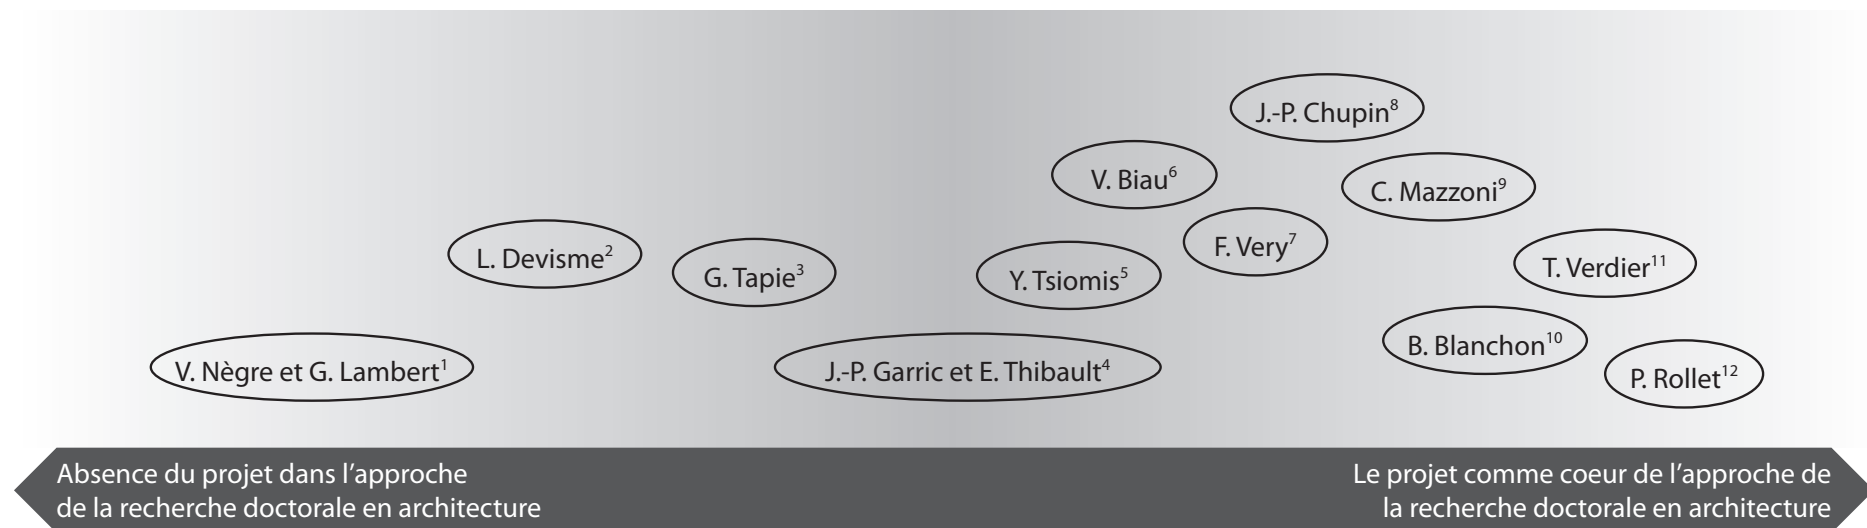 J.-P. Chupin⁸
V. Biau⁶
C. Mazzoni⁹
F. Very⁷
L. Devisme²
G. Tapie³
Y. Tsiomis⁵
T. Verdier¹¹
B. Blanchon¹⁰
V. Nègre et G. Lambert¹
J.-P. Garric et E. Thibault⁴
P. Rollet¹²
Absence du projet dans l’approche
de la recherche doctorale en architecture
Le projet comme coeur de l’approche de
la recherche doctorale en architecture